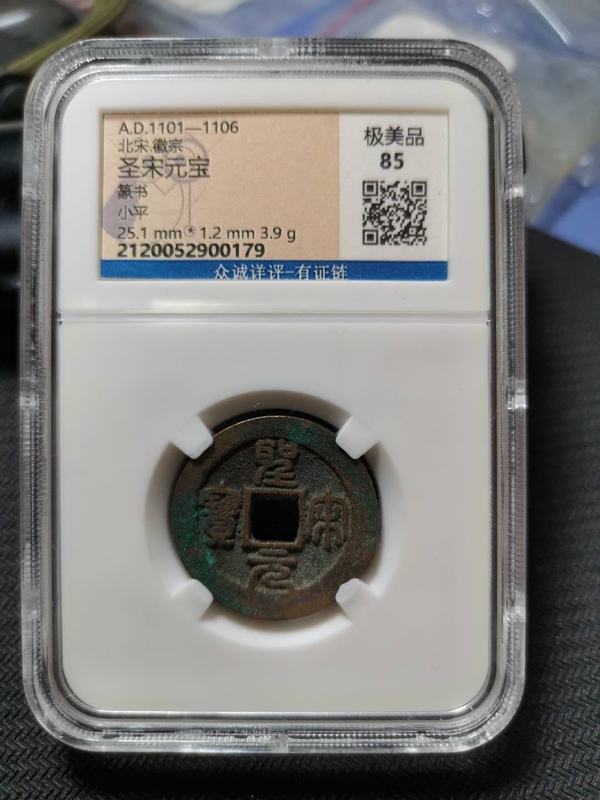 A.D.1101—1106
北宋.徽宗
圣宋元宝
篆书
小平
25.1 mm* 1.2 mm 3.9 g
2120052900179
极美品
85
众诚详评-有证链
聖
寳 宋
元